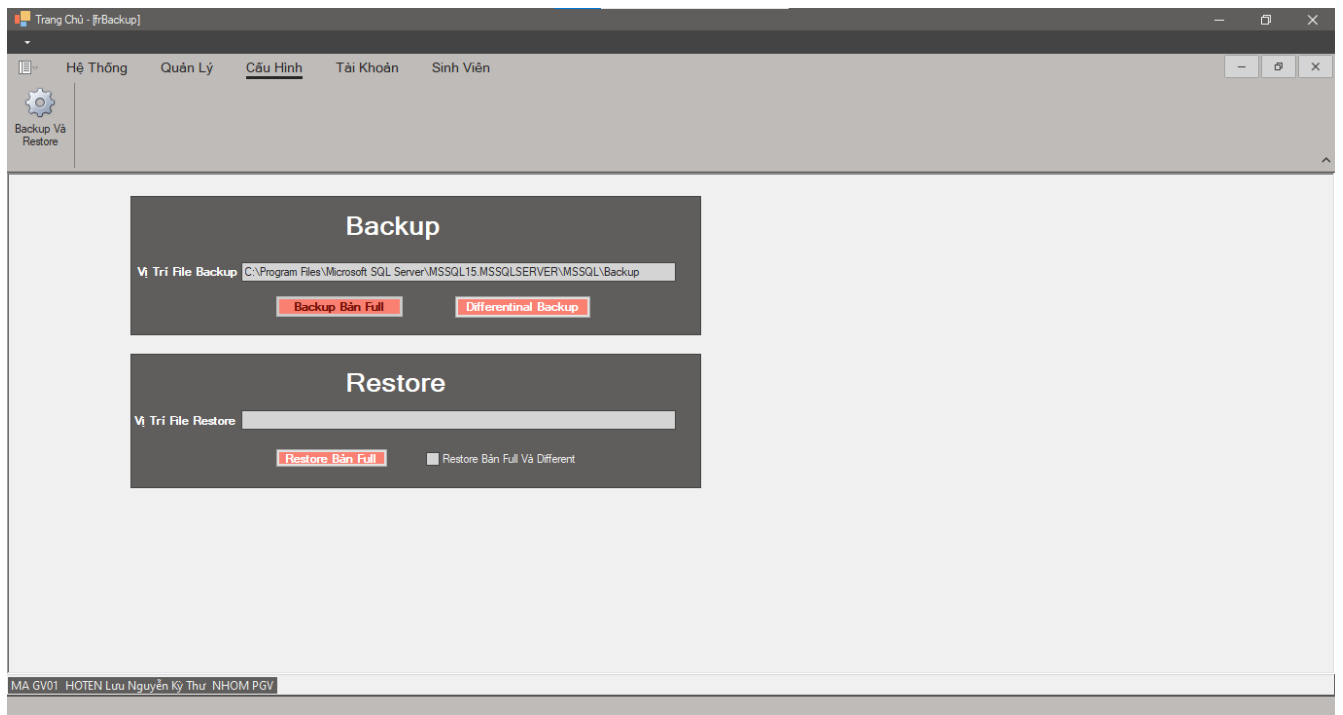 Trang Chủ - [frBackup]
Hệ Thống Quản Lý Cấu Hình Tài Khoản Sinh Viên
Backup Và
Restore
Backup
Vị Trí File Backup C:\Program Files\Microsoft SQL Server\MSSQL15.MSSQLSERVER\MSSQL\Backup
Backup Bản Full Differentinal Backup
Restore
Vị Trí File Restore
Restore Bản Full Restore Bản Full Và Different
MA GV01 HOTEN Lưu Nguyễn Kỳ Thư NHOM PGV